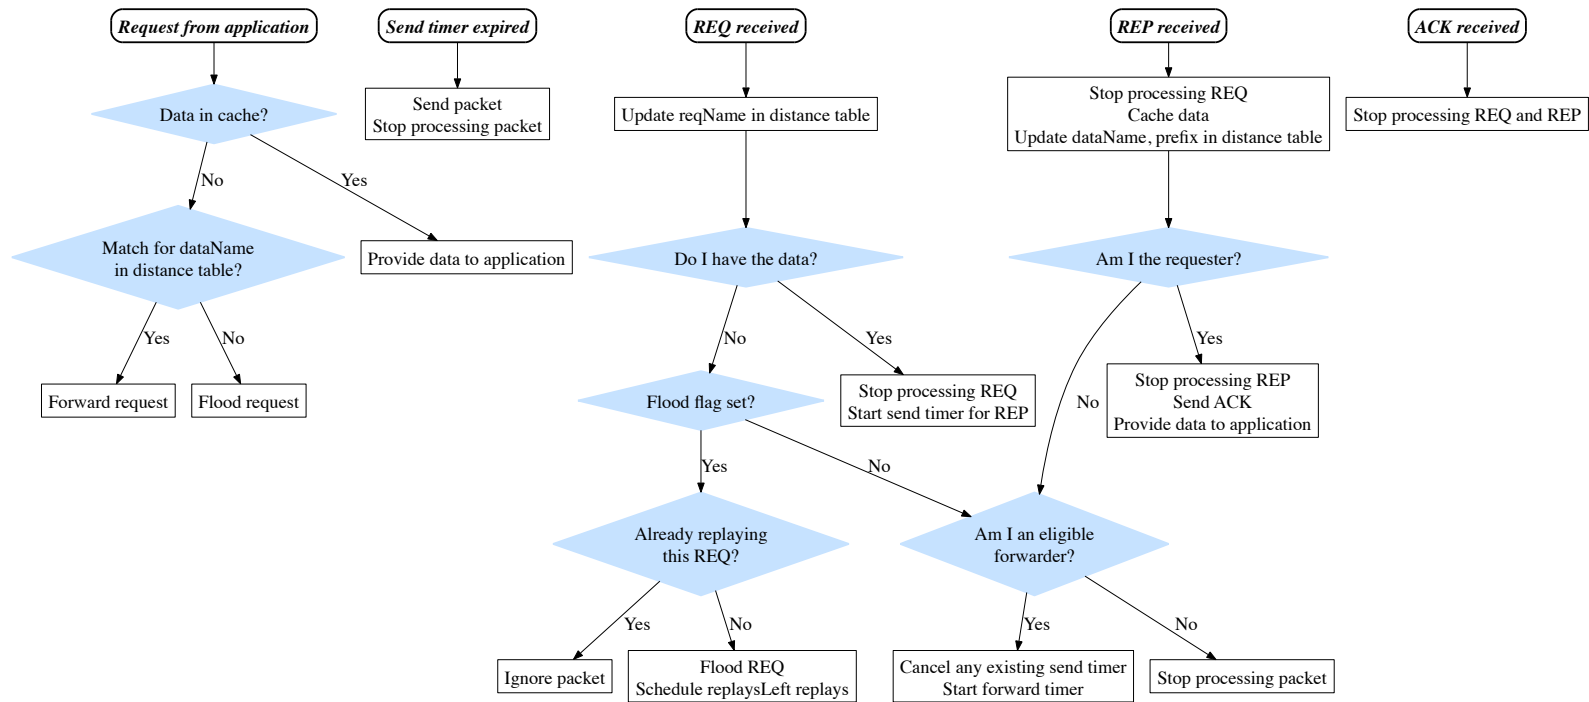 Request from application
Send timer expired
REQ received
REP received
ACK received
Data in cache?
Send packet
Stop processing packet
Update reqName in distance table
Stop processing REQ
Cache data
Update dataName, prefix in distance table
Stop processing REQ and REP
No
Yes
Match for dataName
in distance table?
Provide data to application
Do I have the data?
Am I the requester?
Yes
No
No
Yes
Yes
Forward request
Flood request
Flood flag set?
Stop processing REQ
Start send timer for REP
No
Stop processing REP
Send ACK
Provide data to application
Yes
No
Already replaying
this REQ?
Am I an eligible
forwarder?
Yes
No
Yes
No
Ignore packet
Flood REQ
Schedule replaysLeft replays
Cancel any existing send timer
Start forward timer
Stop processing packet